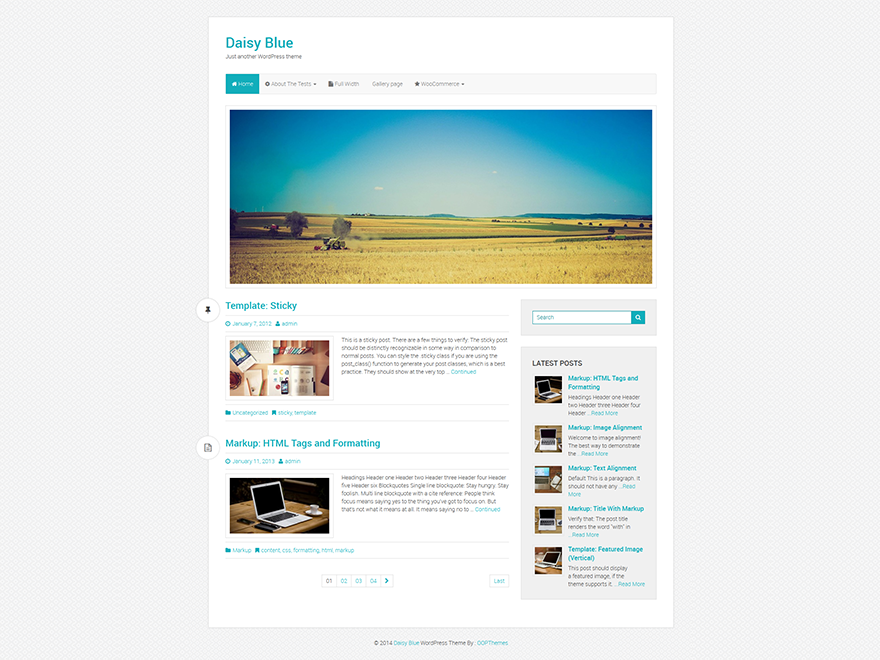 Daisy Blue
Just another WordPress theme
Home About The Tests Full Width Gallery page WooCommerce
Template: Sticky
January 7, 2012 admin
This is a sticky post. There are a few things to verify: The sticky post
should be distinctly recognizable in some way in comparison to
normal posts. You can style the .sticky class if you are using the
post_class() function to generate your post classes, which is a best
practice. They should show at the very top ... Continued
Uncategorized sticky, template
Markup: HTML Tags and Formatting
January 11, 2013 admin
Headings Header one Header two Header three Header four Header
five Header six Blockquotes Single line blockquote: Stay hungry. Stay
foolish. Multi line blockquote with a cite reference: People think
focus means saying yes to the thing you've got to focus on. But
that's not what it means at all. It means saying no to ... Continued
Markup content, css, formatting, html, markup
01 02 03 04 Last
Search
LATEST POSTS
Markup: HTML Tags and
Formatting
Headings Header one Header
two Header three Header four
Header ...Read More
Markup: Image Alignment
Welcome to image alignment!
The best way to demonstrate
the ...Read More
Markup: Text Alignment
Default This is a paragraph. It
should not have any ...Read
More
Markup: Title With Markup
Verify that: The post title
renders the word "with" in
...Read More
Template: Featured Image
(Vertical)
This post should display
a featured image, if the
theme supports it. ...Read More
© 2014 Daisy Blue WordPress Theme By : OOPThemes